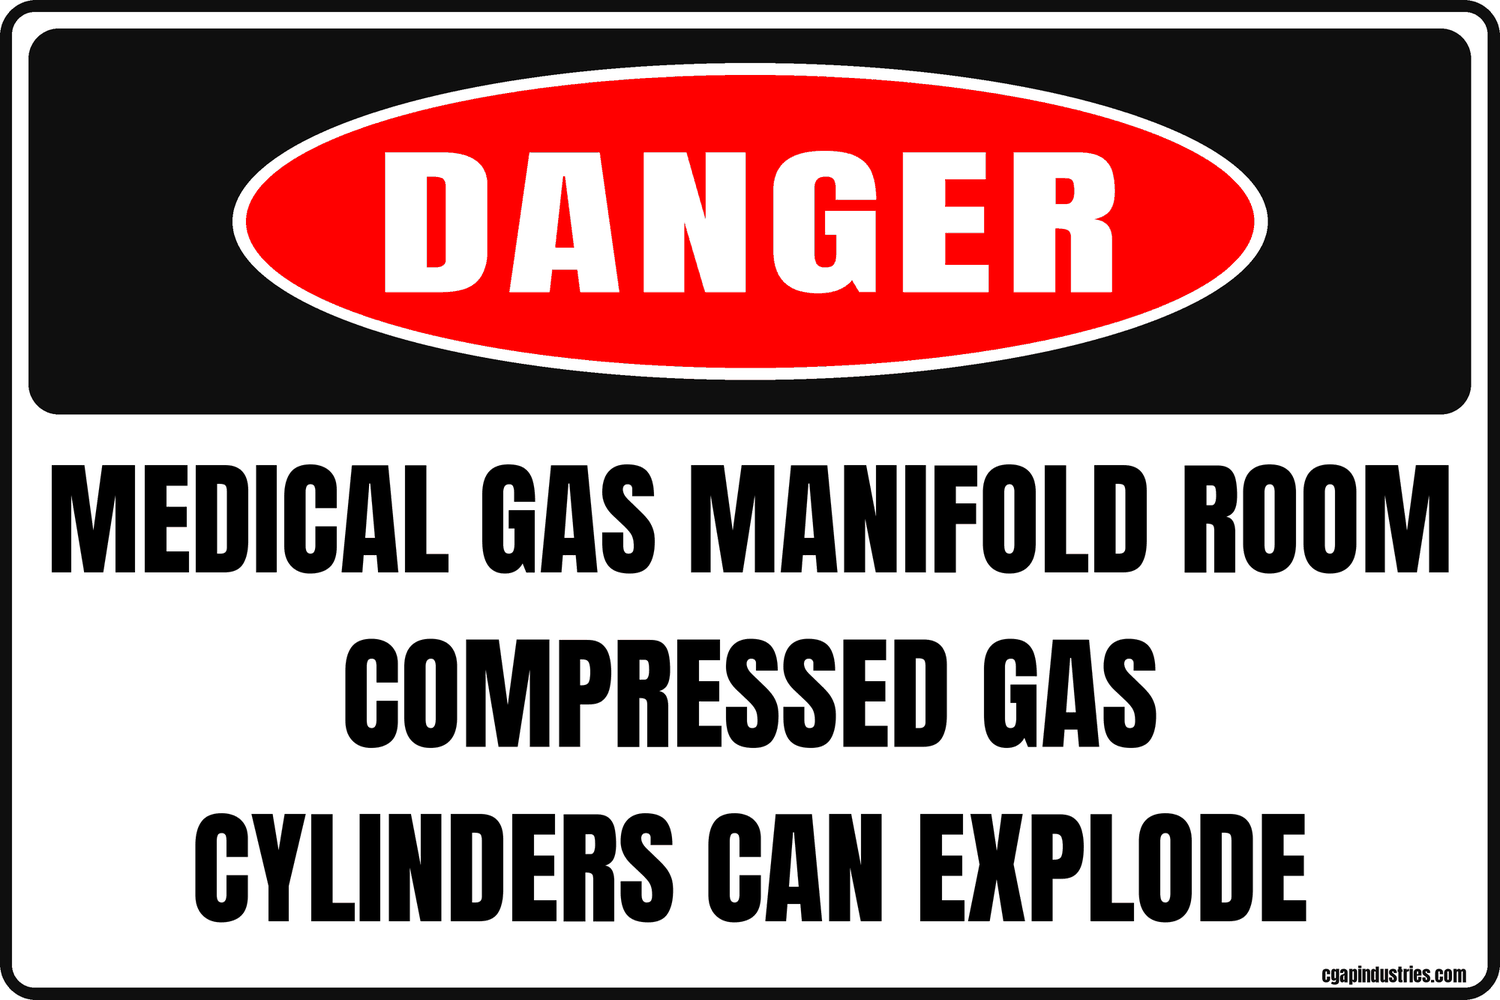 DANGER
MEDICAL GAS MANIFOLD ROOM
COMPRESSED GAS
CYLINDERS CAN EXPLODE
cgapindustries.com